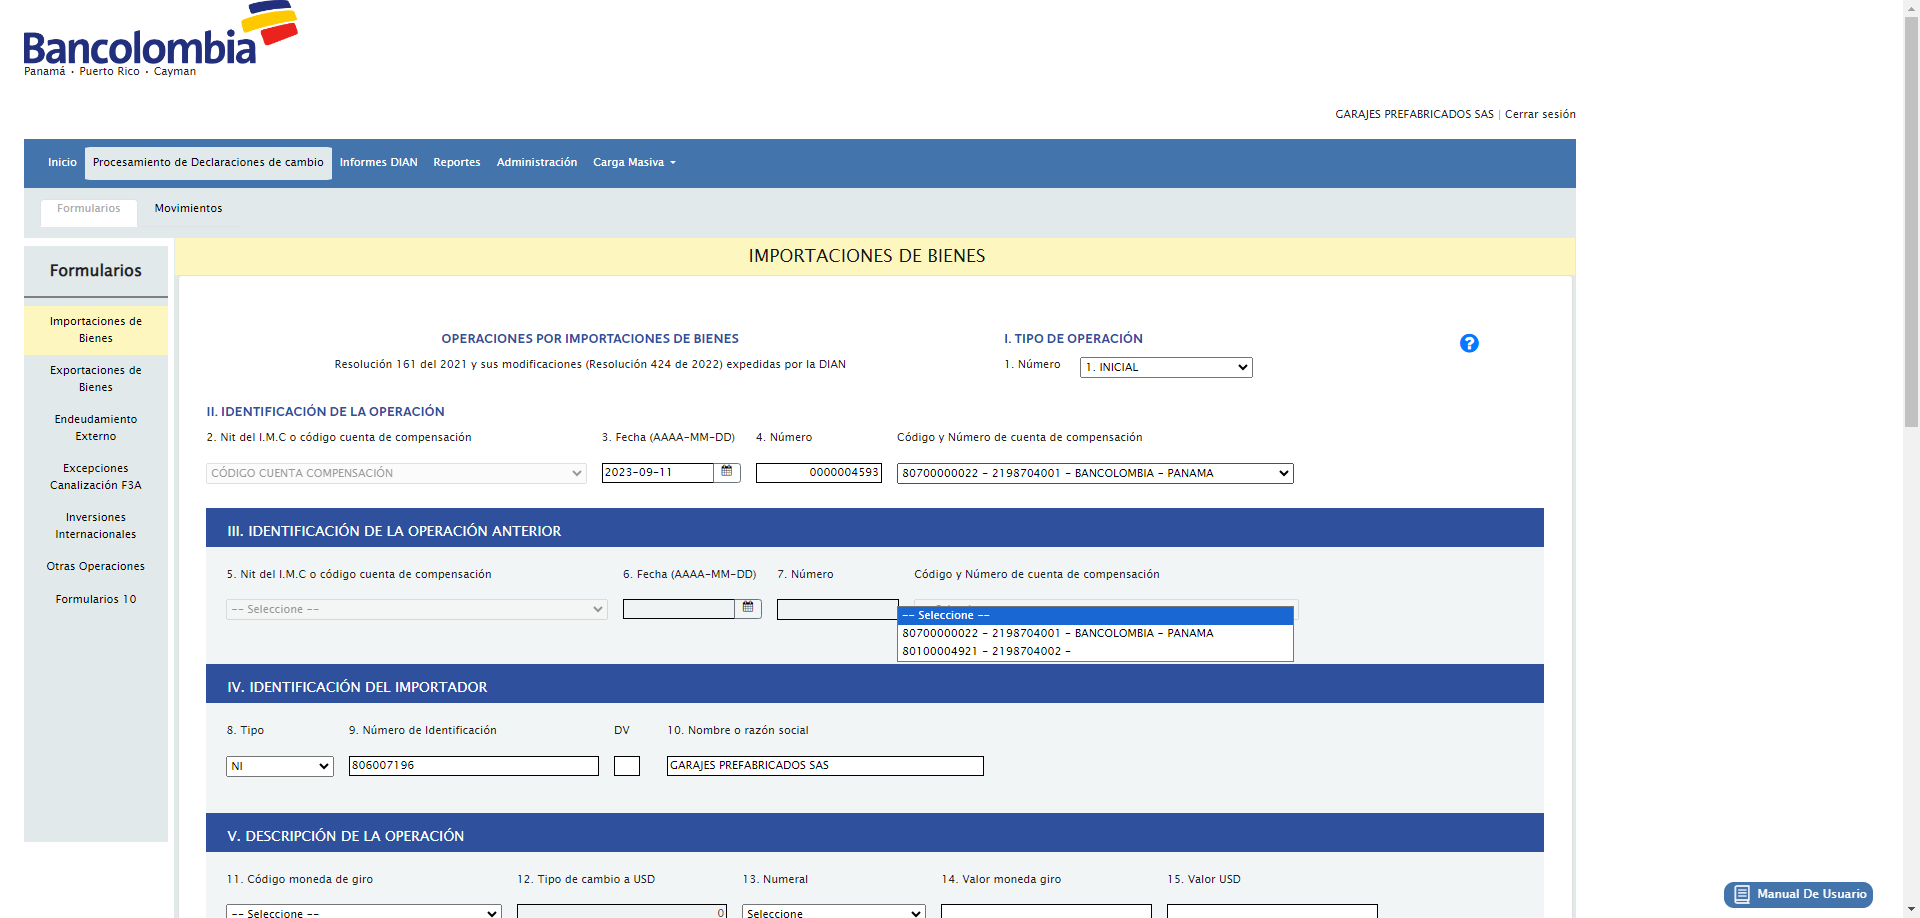 Bancolombia
Panamá • Puerto Rico • Cayman
GARAJES PREFABRICADOS SAS | Cerrar sesión
Inicio Procesamiento de Declaraciones de cambio Informes DIAN Reportes Administración Carga Masiva
Formularios Movimientos
Formularios
Importaciones de
Bienes
Exportaciones de
Bienes
Endeudamiento
Externo
Excepciones
Canalización F3A
Inversiones
Internacionales
Otras Operaciones
Formularios 10
IMPORTACIONES DE BIENES
OPERACIONES POR IMPORTACIONES DE BIENES
Resolución 161 del 2021 y sus modificaciones (Resolución 424 de 2022) expedidas por la DIAN
I. TIPO DE OPERACIÓN
1. Número 1. INICIAL
?
II. IDENTIFICACIÓN DE LA OPERACIÓN
2. Nit del I.M.C o código cuenta de compensación 3. Fecha (AAAA-MM-DD) 4. Número Código y Número de cuenta de compensación
CÓDIGO CUENTA COMPENSACIÓN 2023-09-11 0000004593 80700000022 - 2198704001 - BANCOLOMBIA - PANAMA
III. IDENTIFICACIÓN DE LA OPERACIÓN ANTERIOR
5. Nit del I.M.C o código cuenta de compensación 6. Fecha (AAAA-MM-DD) 7. Número Código y Número de cuenta de compensación
-- Seleccione --
-- Seleccione --
80700000022 - 2198704001 - BANCOLOMBIA - PANAMA
80100004921 - 2198704002 -
IV. IDENTIFICACIÓN DEL IMPORTADOR
8. Tipo 9. Número de Identificación DV 10. Nombre o razón social
NI 806007196 GARAJES PREFABRICADOS SAS
V. DESCRIPCIÓN DE LA OPERACIÓN
11. Código moneda de giro 12. Tipo de cambio a USD 13. Numeral 14. Valor moneda giro 15. Valor USD
-- Seleccione -- 0 Seleccione
Manual De Usuario